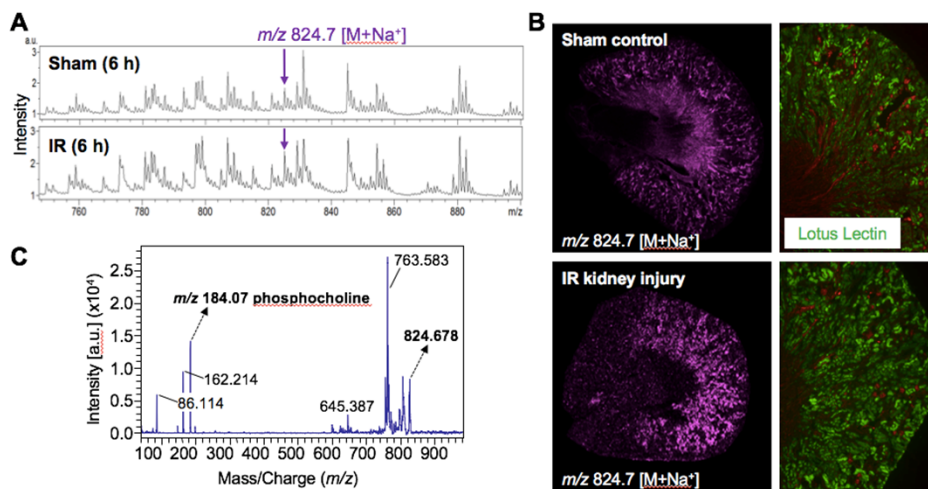 A
m/z 824.7 [M+Na⁺]
a.u.
Sham (6 h)
3
2
1
IR (6 h)
3
2
1
Intensity
760
780
800
820
840
860
880
m/z
B
Sham control
m/z 824.7 [M+Na⁺]
Lotus Lectin
IR kidney injury
m/z 824.7 [M+Na⁺]
C
Intensity [a.u.] (x10⁴)
2.5
2.0
1.5
1.0
0.5
0.0
763.583
m/z 184.07 phosphocholine
824.678
162.214
86.114
645.387
100 200 300 400 500 600 700 800 900
Mass/Charge (m/z)